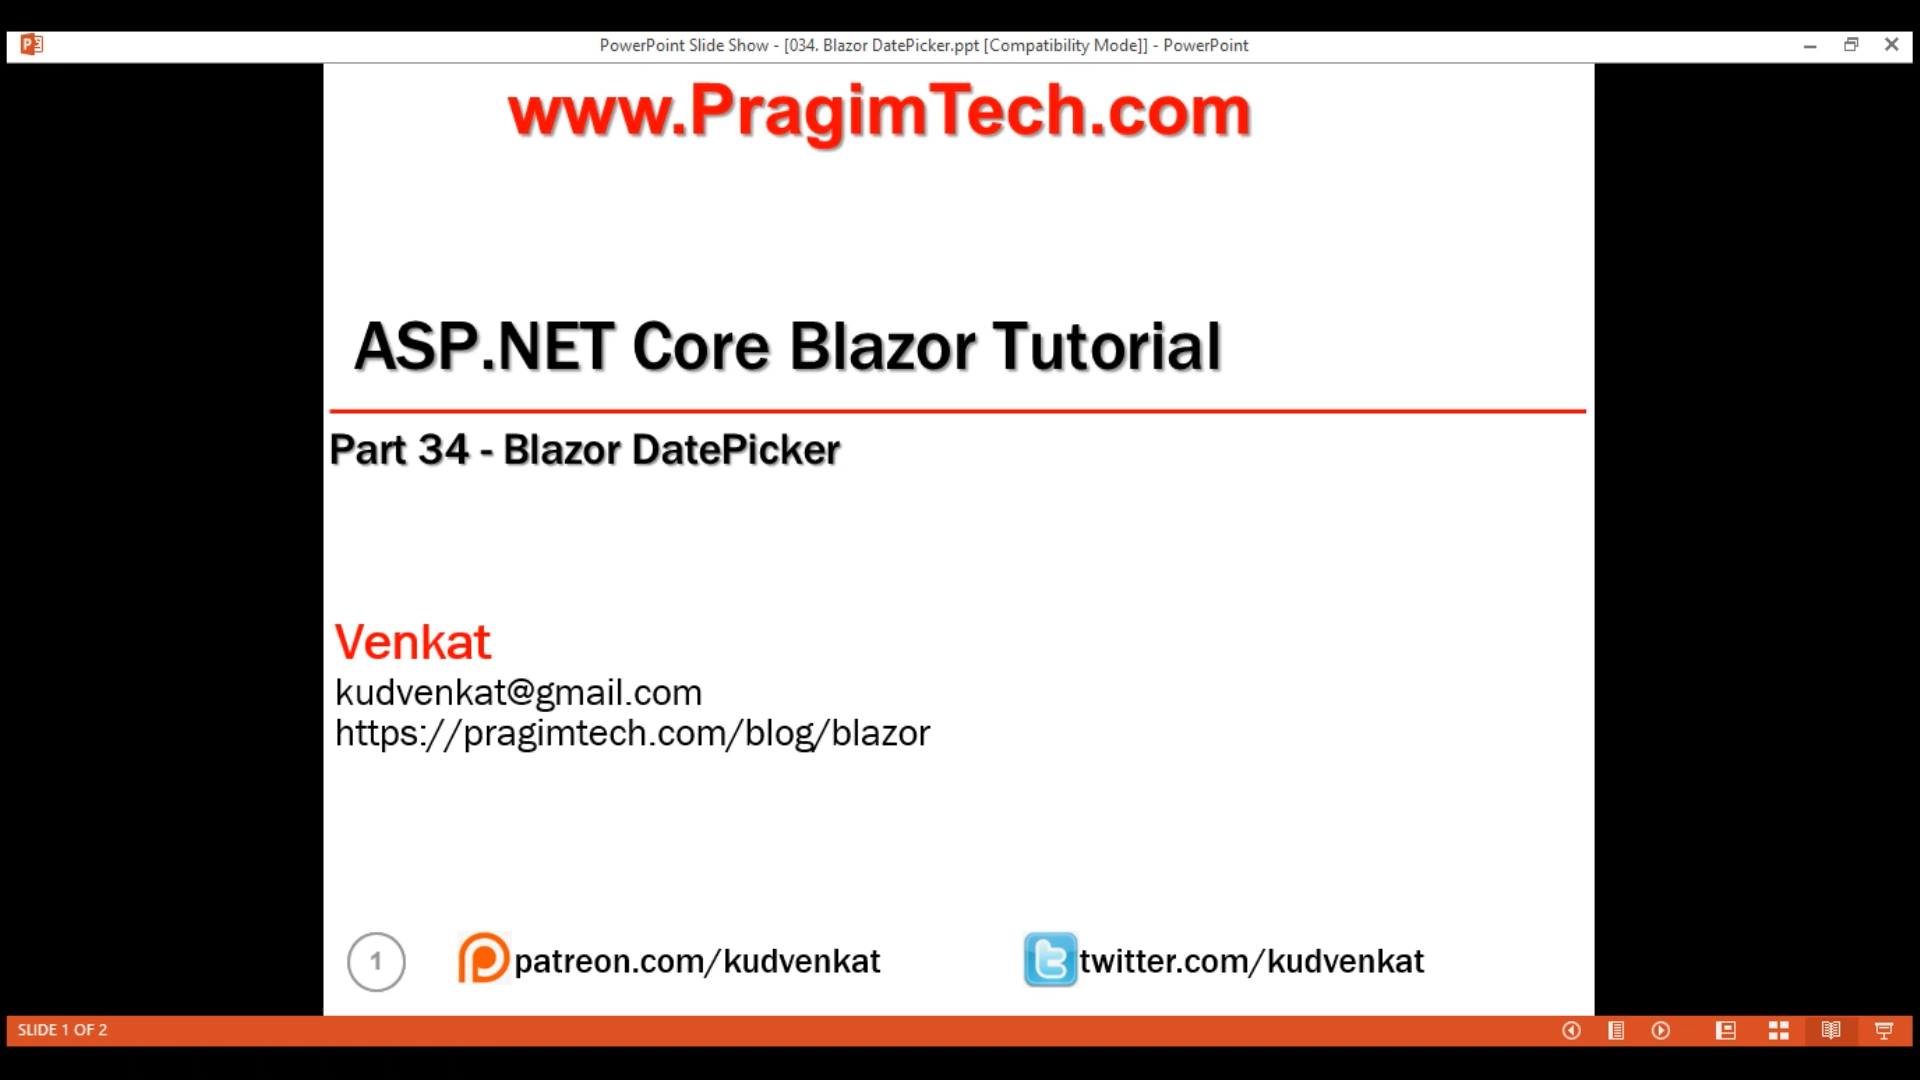 PowerPoint Slide Show - [034. Blazor DatePicker.ppt [Compatibility Mode]] - PowerPoint
www.PragimTech.com
ASP.NET Core Blazor Tutorial
Part 34 - Blazor DatePicker
Venkat
kudvenkat@gmail.com
https://pragimtech.com/blog/blazor
1
patreon.com/kudvenkat
twitter.com/kudvenkat
SLIDE 1 OF 2